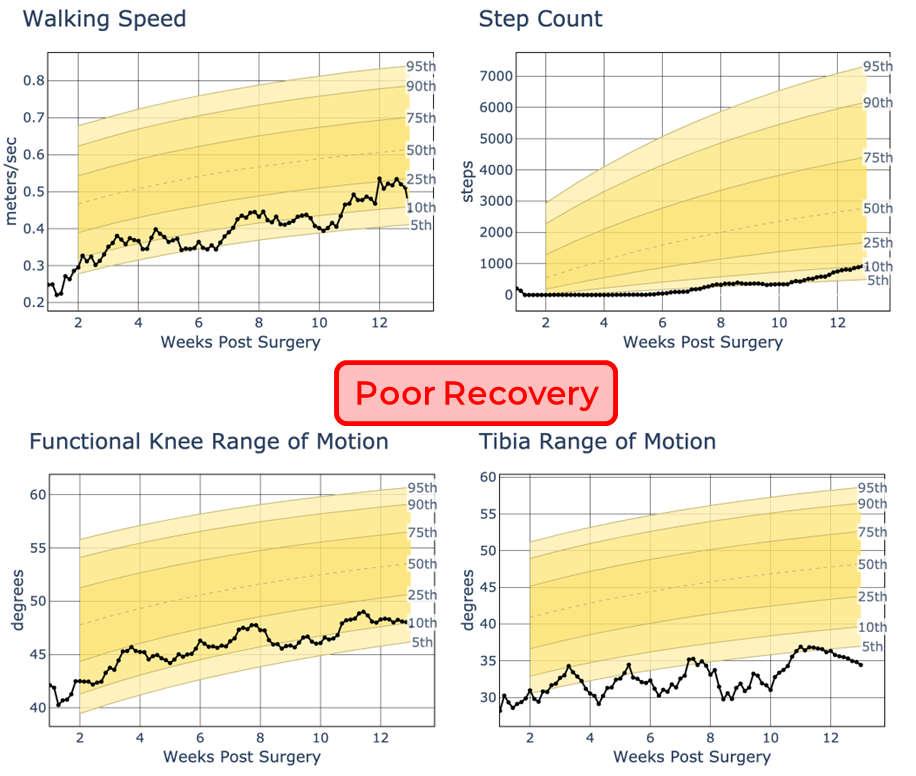 Walking Speed
0.8
0.7
0.6
0.5
0.4
0.3
0.2
meters/sec
95th
90th
75th
50th
25th
10th
5th
2 4 6 8 10 12
Weeks Post Surgery
Step Count
7000
6000
5000
4000
3000
2000
1000
0
steps
95th
90th
75th
50th
25th
10th
5th
2 4 6 8 10 12
Weeks Post Surgery
Poor Recovery
Functional Knee Range of Motion
60
55
50
45
40
degrees
95th
90th
75th
50th
25th
10th
5th
2 4 6 8 10 12
Weeks Post Surgery
Tibia Range of Motion
60
55
50
45
40
35
30
degrees
95th
90th
75th
50th
25th
10th
5th
2 4 6 8 10 12
Weeks Post Surgery